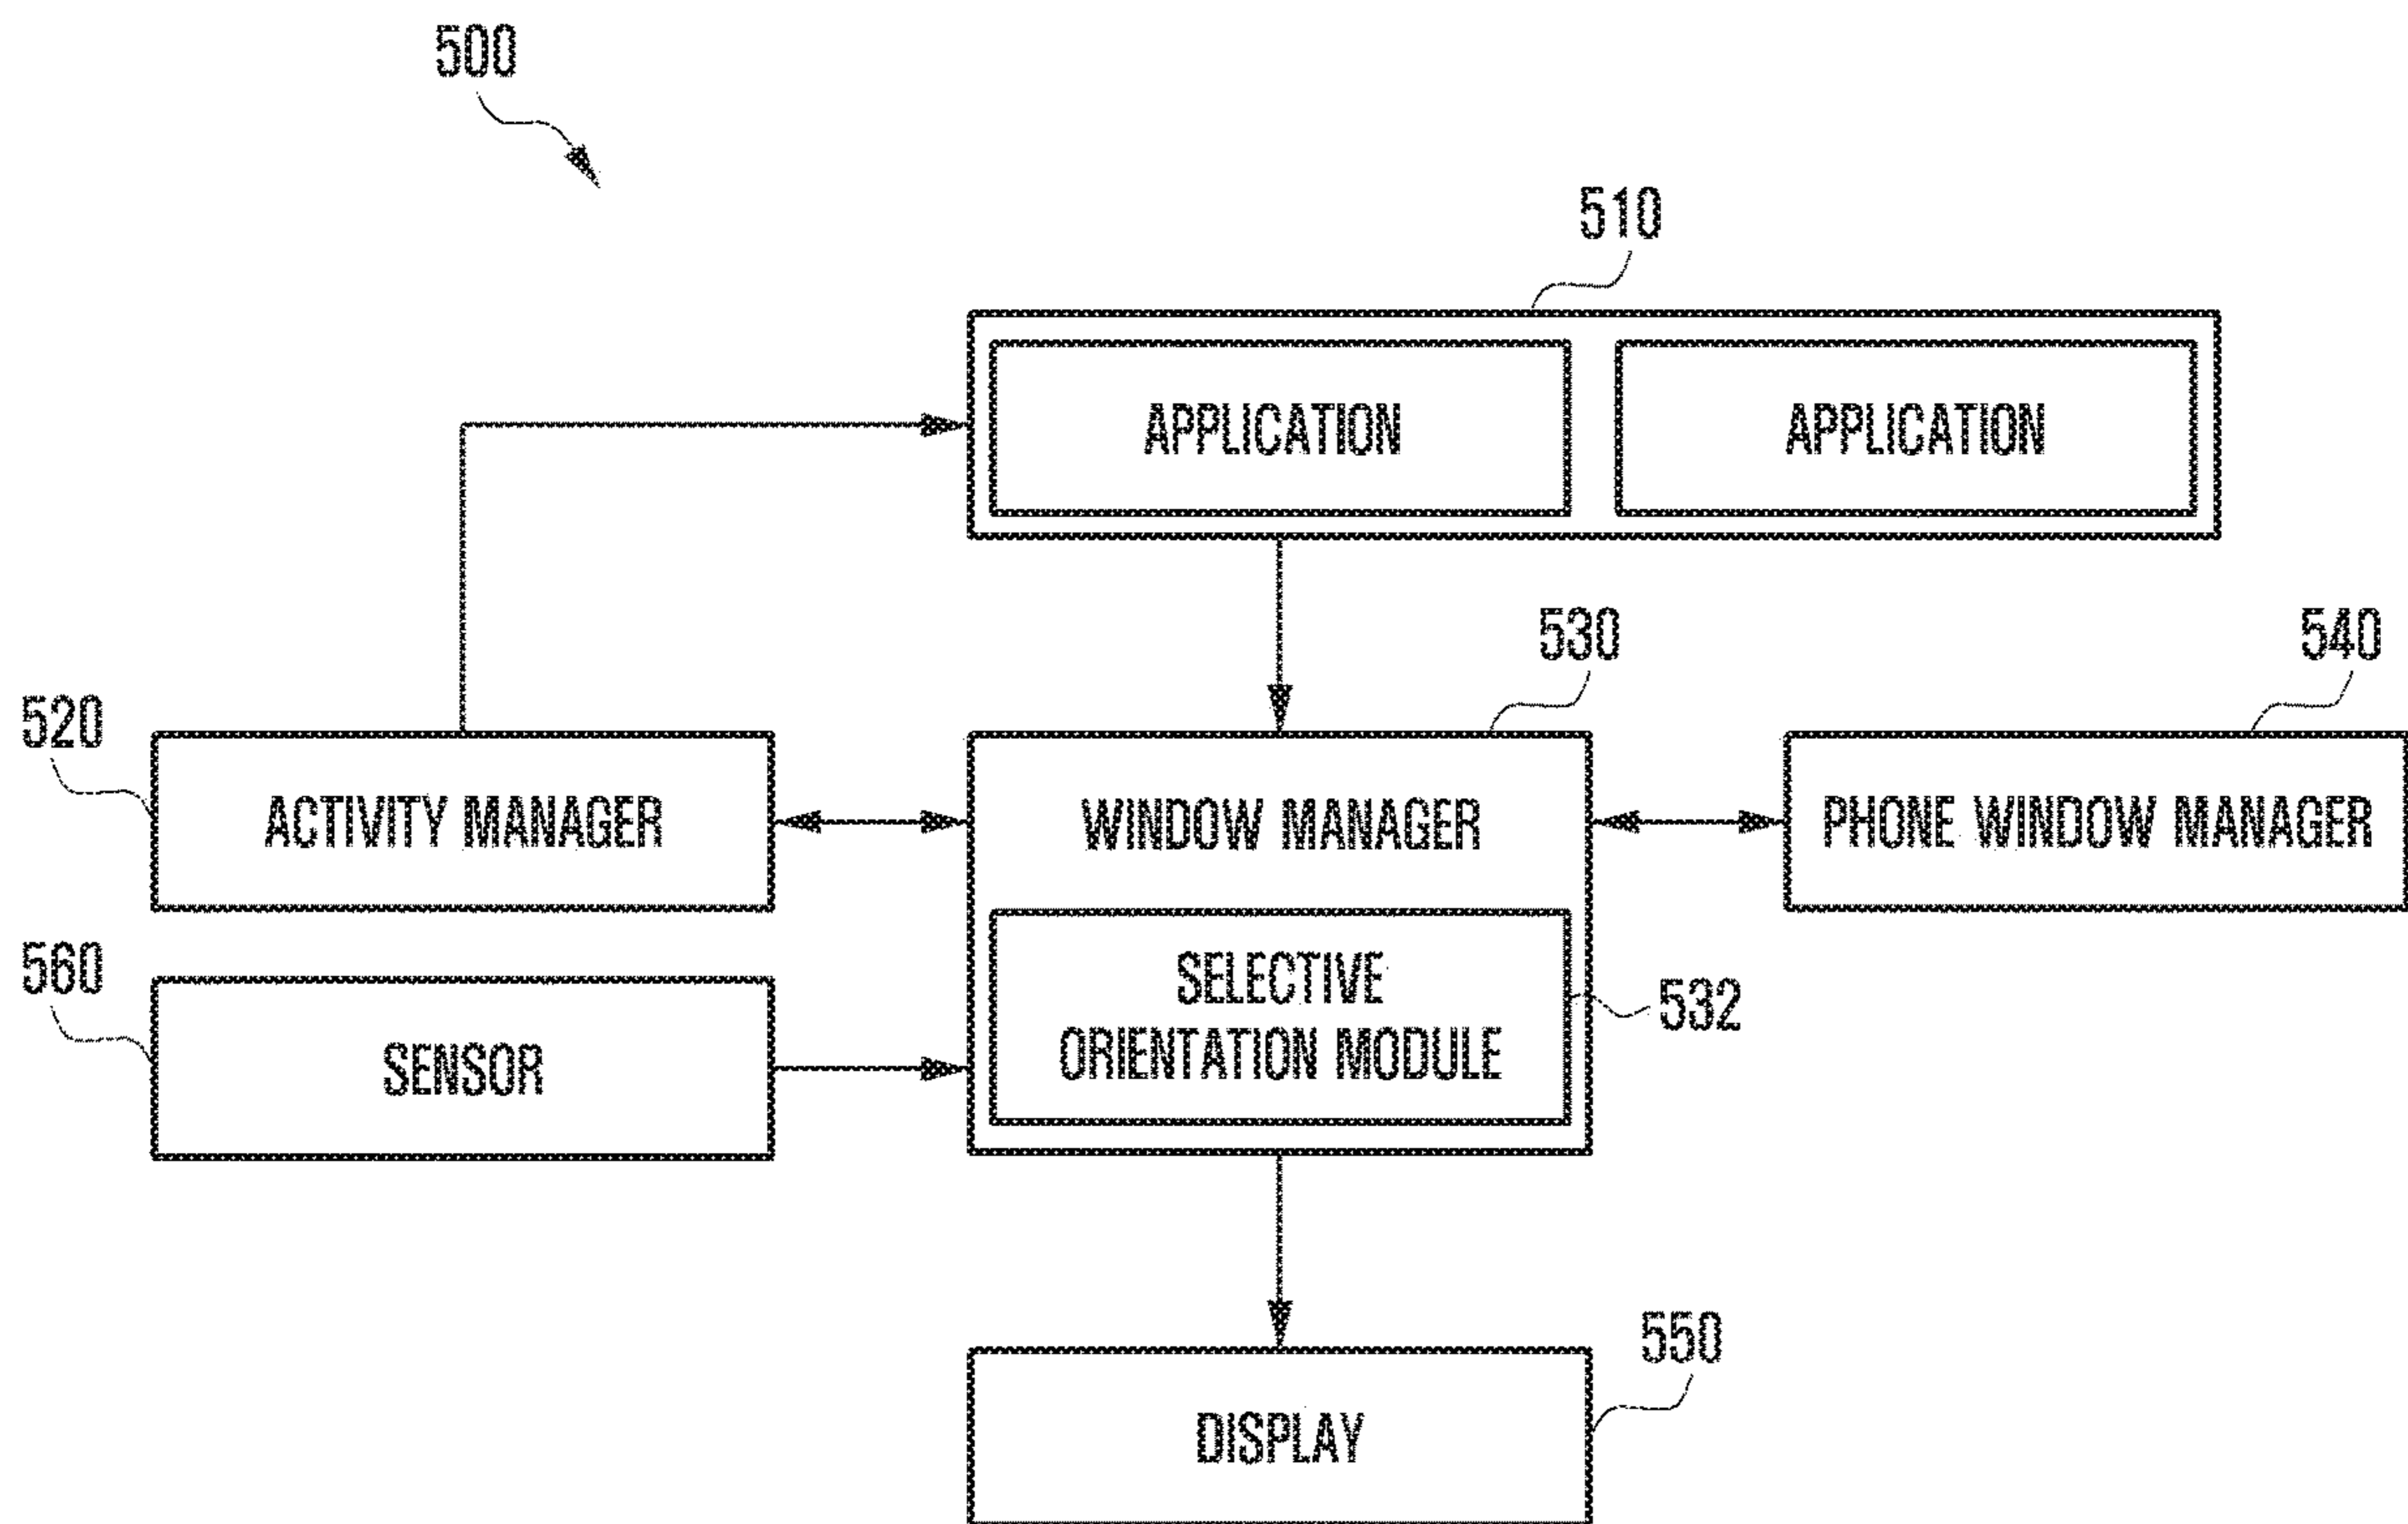 500
510
APPLICATION
APPLICATION
530
540
520
ACTIVITY MANAGER
WINDOW MANAGER
PHONE WINDOW MANAGER
560
SENSOR
SELECTIVE
ORIENTATION MODULE
532
550
DISPLAY